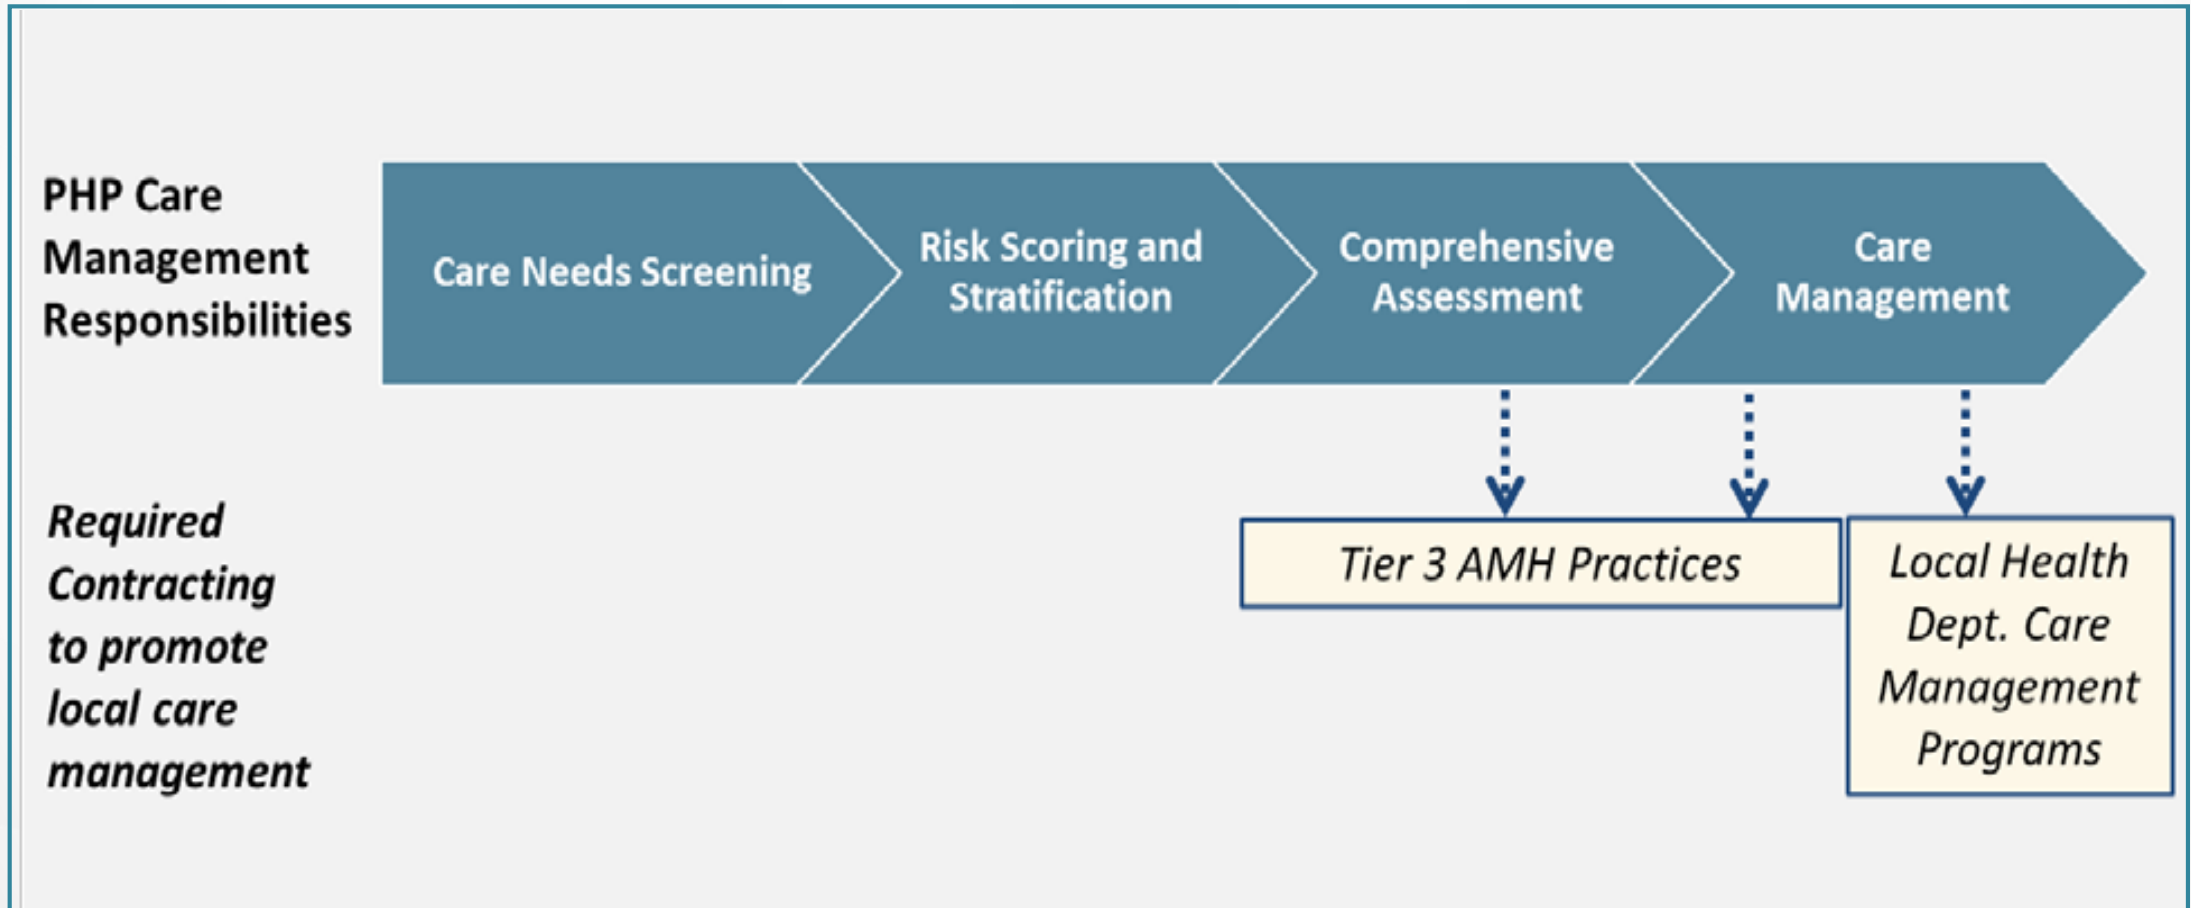 PHP Care
Management
Responsibilities
Care Needs Screening
Risk Scoring and
Stratification
Comprehensive
Assessment
Care
Management
Required
Contracting
to promote
local care
management
Tier 3 AMH Practices
Local Health
Dept. Care
Management
Programs